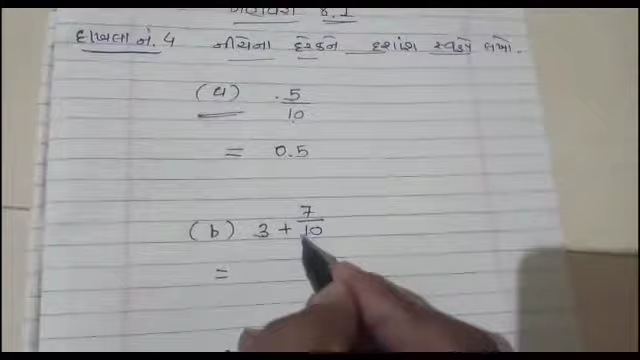 8.1
દાખલા નં. 4 નીચેના દરેકને દશાંશ સ્વરૂપે લખો.
(a) 5/10
= 0.5
(b) 3 + 7/10
=